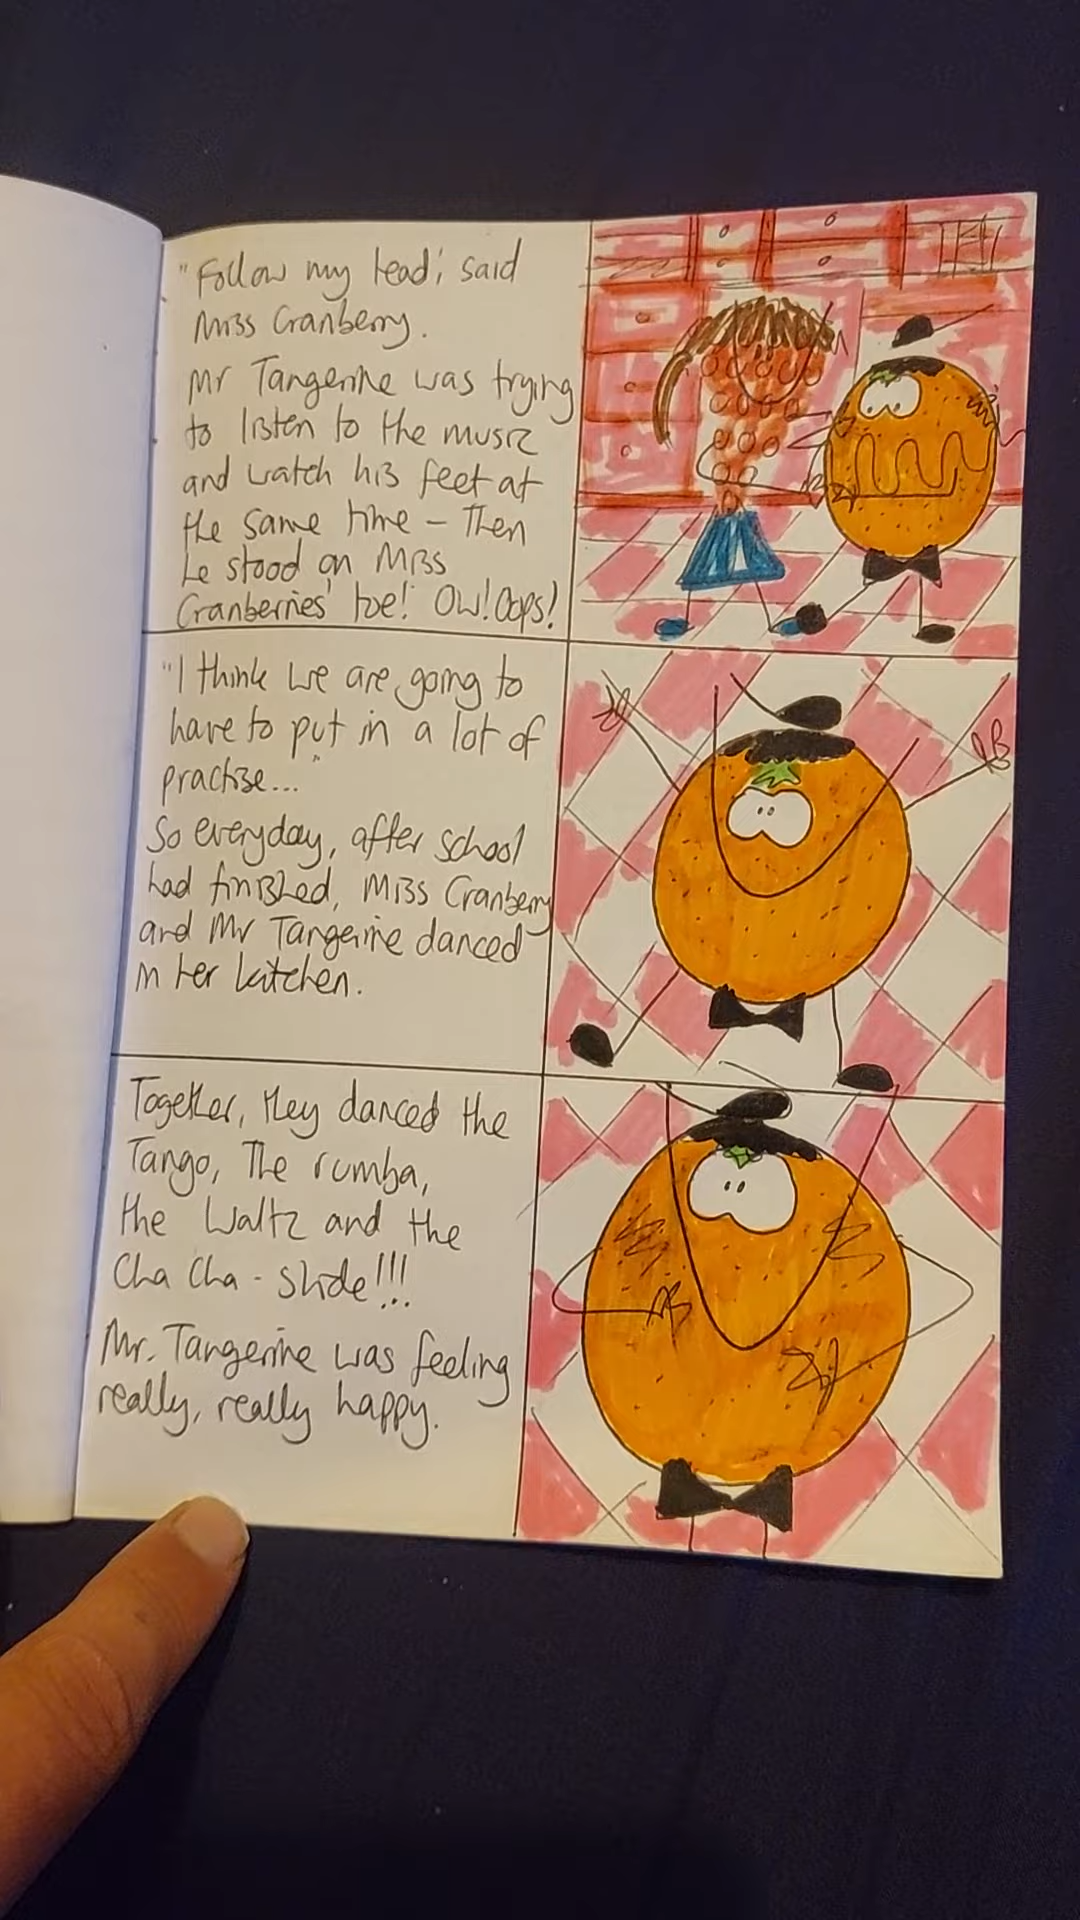 "Follow my lead', said
Miss Cranberry.
Mr Tangerine was trying
to listen to the music
and watch his feet at
the same time - Then
he stood on Miss
Cranberries' toe! Ow! Oops!
"I think we are going to
have to put in a lot of
practise..."
So everyday, after school
had finished, Miss Cranberry
and Mr Tangerine danced
in her kitchen.
Together, they danced the
Tango, The rumba,
the Waltz and the
Cha Cha - slide!!!
Mr. Tangerine was feeling
really, really happy.